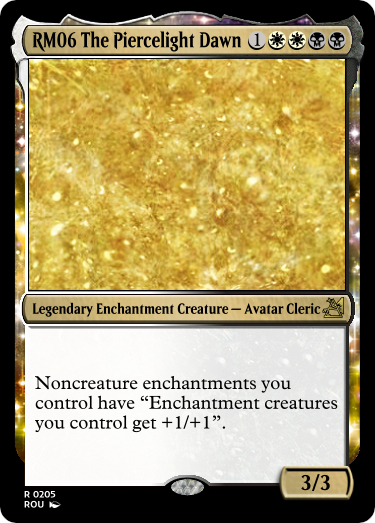 RM06 The Piercelight Dawn 1
Legendary Enchantment Creature — Avatar Cleric
Noncreature enchantments you
control have “Enchantment creatures
you control get +1/+1”.
3/3
R 0205
ROU